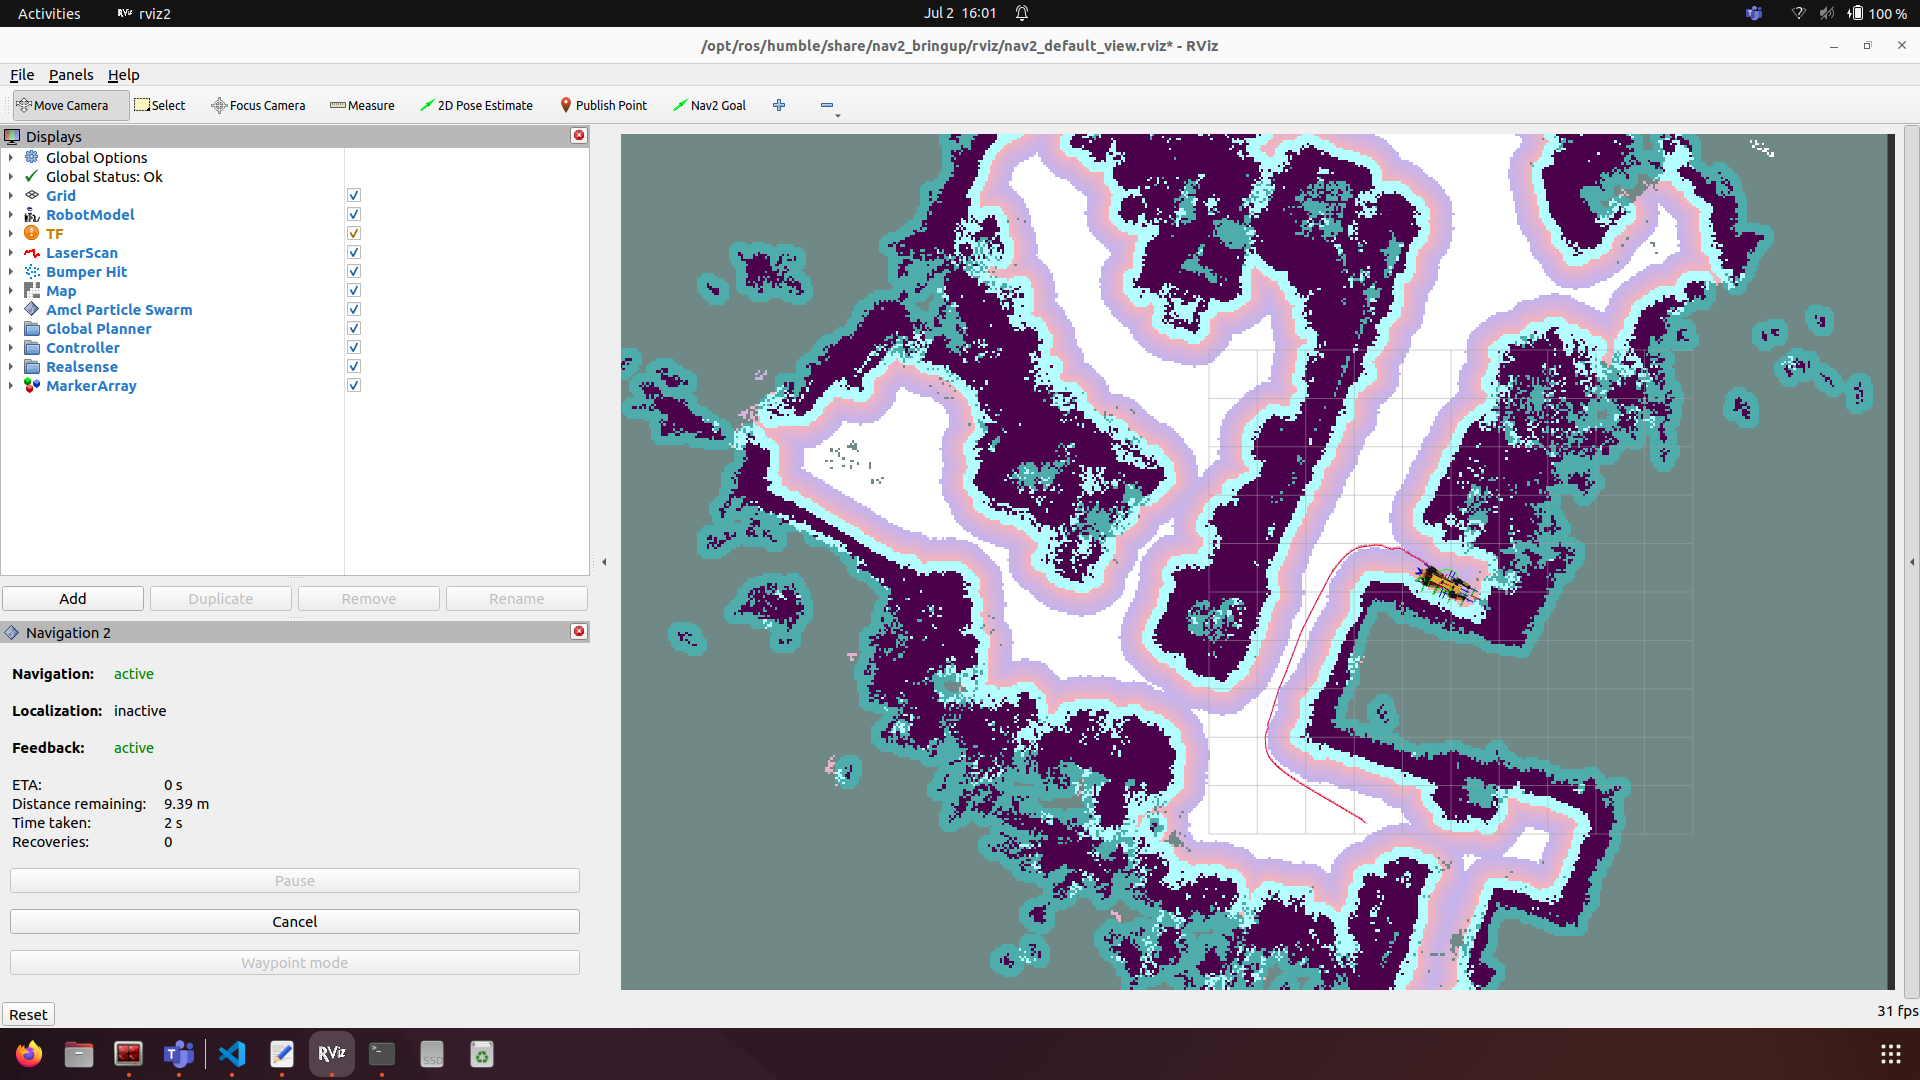 Activities
rviz2
Jul 2 16:01
100 %
/opt/ros/humble/share/nav2_bringup/rviz/nav2_default_view.rviz* - RViz
File Panels Help
Move Camera Select Focus Camera Measure 2D Pose Estimate Publish Point Nav2 Goal
Displays
Global Options
Global Status: Ok
Grid
RobotModel
TF
LaserScan
Bumper Hit
Map
Amcl Particle Swarm
Global Planner
Controller
Realsense
MarkerArray
Add Duplicate Remove Rename
Navigation 2
Navigation: active
Localization: inactive
Feedback: active
ETA: 0 s
Distance remaining: 9.39 m
Time taken: 2 s
Recoveries: 0
Pause
Cancel
Waypoint mode
Reset
31 fps
RViz
SSD